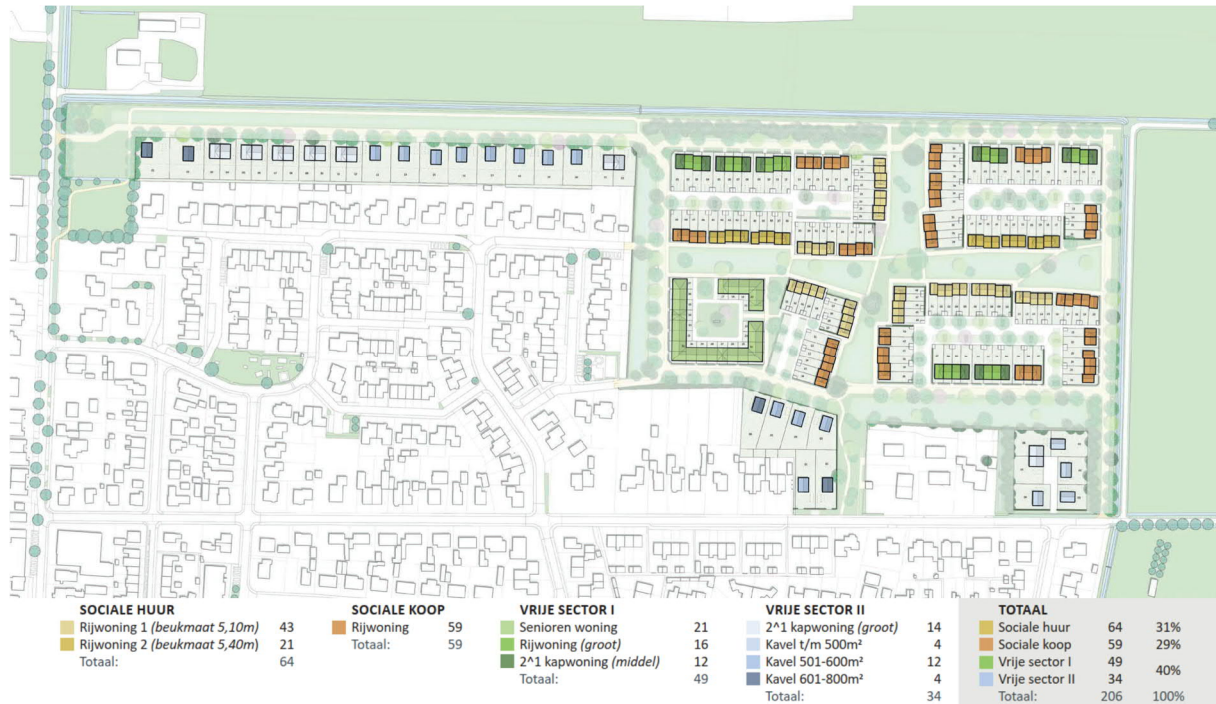 SOCIALE HUUR
Rijwoning 1 (beukmaat 5,10m) 43
Rijwoning 2 (beukmaat 5,40m) 21
Totaal: 64
SOCIALE KOOP
Rijwoning 59
Totaal: 59
VRIJE SECTOR I
Senioren woning 21
Rijwoning (groot) 16
2^1 kapwoning (middel) 12
Totaal: 49
VRIJE SECTOR II
2^1 kapwoning (groot) 14
Kavel t/m 500m² 4
Kavel 501-600m² 12
Kavel 601-800m² 4
Totaal: 34
TOTAAL
Sociale huur 64 31%
Sociale koop 59 29%
Vrije sector I 49
40%
Vrije sector II 34
Totaal: 206 100%